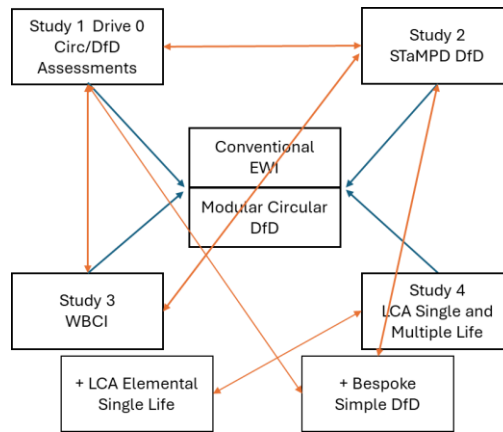 Study 1  Drive 0
Circ/DfD
Assessments
Study 2
STaMPD DfD
Conventional
EWI
Modular Circular
DfD
Study 3
WBCI
Study 4
LCA Single and
Multiple Life
+ LCA Elemental
Single Life
+ Bespoke
Simple DfD